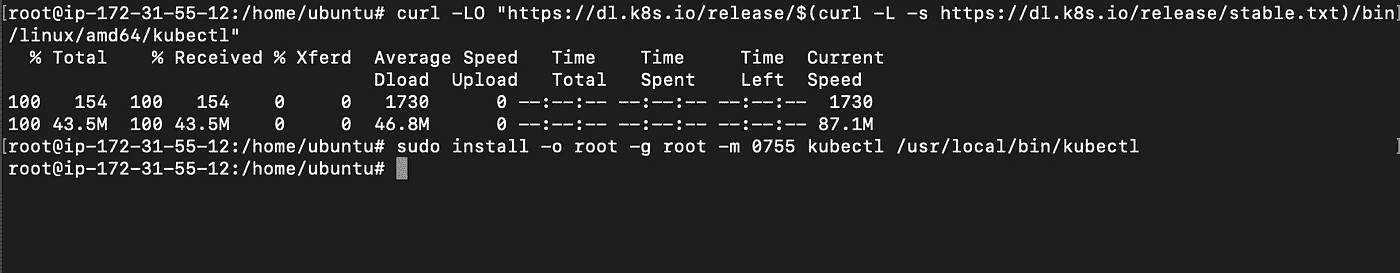 [root@ip-172-31-55-12:/home/ubuntu# curl -LO "https://dl.k8s.io/release/$(curl -L -s https://dl.k8s.io/release/stable.txt)/bin]
/linux/amd64/kubectl"
  % Total    % Received % Xferd  Average Speed   Time    Time     Time  Current
                                 Dload  Upload   Total   Spent    Left  Speed
100   154  100   154    0     0   1730      0 --:--:-- --:--:-- --:--:--  1730
100 43.5M  100 43.5M    0     0  46.8M      0 --:--:-- --:--:-- --:--:-- 87.1M
[root@ip-172-31-55-12:/home/ubuntu# sudo install -o root -g root -m 0755 kubectl /usr/local/bin/kubectl ]
root@ip-172-31-55-12:/home/ubuntu#